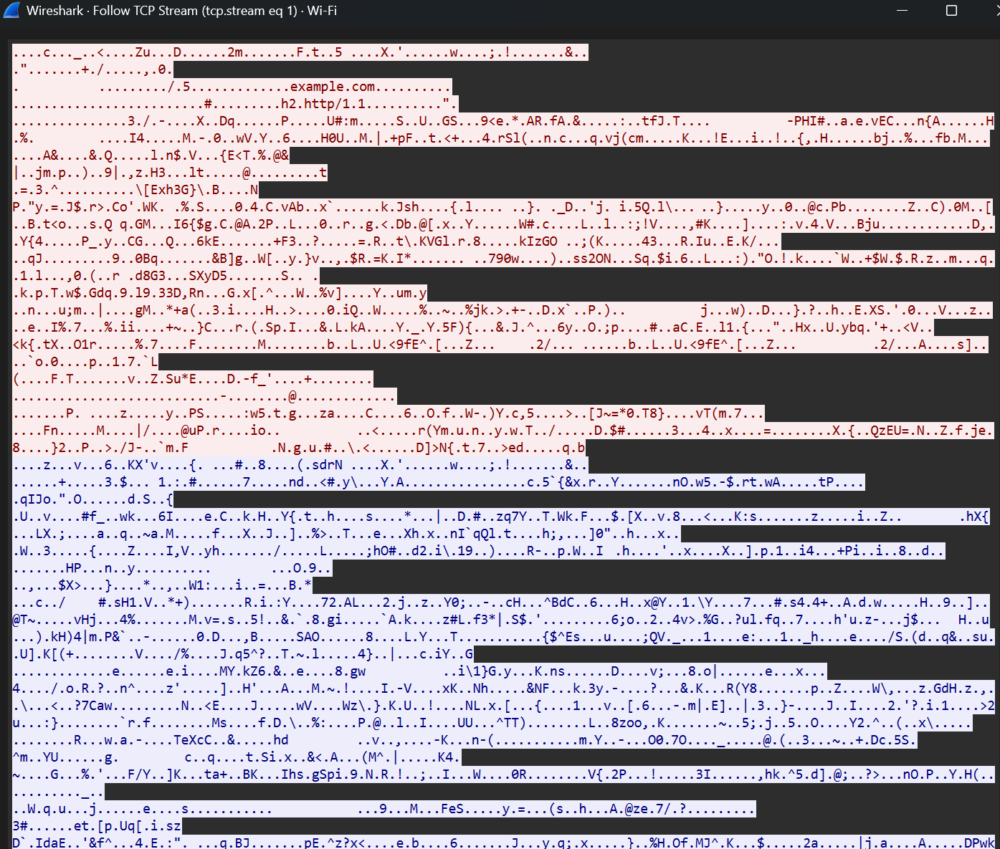 Wireshark · Follow TCP Stream (tcp.stream eq 1) · Wi-Fi
....c..._..<....Zu...D......2m.......F.t..5 ....X.'......w....;.!.......&..
.".......+./.....,.0.
. ........./.5.............example.com..........
.......................#.........h2.http/1.1..........".
...............3./.-....X..Dq......P.....U#:m.....S..U..GS...9<e.*.AR.fA.&.....:..tfJ.T.... -PHI#..a.e.vEC...n{A......H
.%. ....I4.....M.-.0..wV.Y..6....H0U..M.|.+pF..t.<+...4.rSl(..n.c...q.vj(cm.....K...!E...i..!..{,.H......bj..%...fb.M...
....A&....&.Q.....l.n$.V...{E<T.%.@&
|..jm.p..)..9|.,z.H3...lt.....@.........t
.=.3.^..........\[Exh3G}\.B....N
P."y.=.J$.r>.Co'.WK. .%.S....0.4.C.vAb..x`......k.Jsh....{.l.... ..}. ._D..'j. i.5Q.l\... ..}.....y..0..@c.Pb........Z..C).0M..[
..B.t<o...s.Q q.GM...I6{$g.C.@A.2P..L...0..r..g.<.Db.@[.x..Y......W#.c....L..l..:;!V....,#K....]....:.v.4.V...Bju............D,.
.Y{4.....P_.y..CG...Q...6kE.......+F3..?.....=.R..t\.KVGl.r.8.....kIzGO ..;(K.....43...R.Iu..E.K/...
..qJ.........9..0Bq.......&B]g..W[..y.}v..,.$R.=K.I*....... ..790w....)..ss2ON...Sq.$i.6..L...:)."O.!.k....`W..+$W.$.R.z..m...q.
.1.l...,0.(..r .d8G3...SXyD5.......S.. .
.k.p.T.w$.Gdq.9.l9.33D,Rn...G.x[.^...W..%v]....Y..um.y
..n...u;m..|....gM..*+a(..3.i....H..>....0.iQ..W.....%..~..%jk.>.+-..D.x`..P.).. j...w)..D...}.?..h..E.XS.'.0...V...z..
..e..I%.7...%.ii....+~..}C...r.(.Sp.I...&.L.kA....Y._.Y.5F){...&.J.^...6y..O.;p....#..aC.E..l1.{..."..Hx..U.ybq.'+..<V..
<k{.tX..O1r.....%.7....F........M........b..L..U.<9fE^.[...Z... .2/... ......b..L..U.<9fE^.[...Z... .2/...A....s]..
..`o.0....p..1.7.`L
(....F.T.......v..Z.Su*E....D.-f_'....+........
...........................-........@.............
.......P. ....z.....y..PS.....:w5.t.g...za....C....6..O.f..W-.)Y.c,5....>..[J~=*0.T8}....vT(m.7...
....Fn.....M....|/....@uP.r....io.. ..<.....r(Ym.u.n..y.w.T../.....D.$#......3...4..x....=........X.{..QzEU=.N..Z.f.je.
8....}2..P..>./J-..`m.F .N.g.u.#..\.<......D]>N{.t.7..>ed.....q.b
....z...v...6..KX'v....{. ...#..8....(.sdrN ....X.'......w....;.!.......&..
......+.....3.$... 1.:.#......7.....nd..<#.y\...Y.A..............c.5`{&x.r..Y.......nO.w5.-$.rt.wA.....tP....
.qIJo.".O......d.S..{
.U..v....#f_..wk...6I....e.C..k.H..Y{.t..h....s....*...|..D.#..zq7Y..T.Wk.F...$.[X..v.8...<...K:s.......z.....i..Z.. .hX{
...LX.;....a..q..~a.M.....f...X..J..]..%>..T...e...Xh.x..nI`qQl.t....h;,...]0"..h...x..
.W..3.....{....Z....I,V..yh......./.....L.....;hO#..d2.i\.19..)....R-..p.W..I .h....'..x....X..].p.1..i4...+Pi..i..8..d..
.......HP...n..y.......... ...O.9..
..,...$X>...}....*..,..W1:...i..=...B.*
...c../ #.sH1.V..*+).......R.i.:Y....72.AL...2.j..z..Y0;..-..cH...^BdC..6...H..x@Y..1.\Y....7...#.s4.4+..A.d.w.....H..9..]..
@T~.....vHj...4%.......M.v=.s..5!..&.`.8.gi.....`A.k....z#L.f3*|.S$.'.........6;o..2..4v>.%G..?ul.fq..7....h'u.z-...j$... H..u
...).kH)4|m.P&`..-......0.D...,B.....SAO......8....L.Y...T...........{$^Es...u....;QV._...1....e:...1.._h....e..../S.(d..q&..su.
.U].K[(+........V..../%....J.q5^?..T.~.l.....4}..|...c.iY..G
.............e......e.i....MY.kZ6.&..e....8.gw ..i\1}G.y...K.ns......D....v;...8.o|......e...x...
4..../.o.R.?..n^....z'.....]..H'...A...M.~.!....I.-V....xK..Nh.....&NF...k.3y.-....?...&.K...R(Y8.......p..Z....W\,...z.GdH.z.,.
.\...<..?7Caw.........N..<E....J.....wV....Wz\.}.K.U..!....NL.x.[...{....1...v..[.6...-.m|.E]..|.3..}-....J..I....2.'?.i.1....>2
u...:}........`r.f........Ms....f.D.\..%:....P.@..l..I....UU...^TT)........L..8zoo,.K.......~..5;.j..5..O....Y2.^..(..x\.....
.........R...w.a.-....TeXcC..&.....hd ..v..,....-K...n-(...........m.Y..-...O0.7O...._.....@.(..3...~..+.Dc.5S.
^m..YU......g. c..q....t.Si.x..&<.A...(M^.|.....K4.
~....G...%.'...F/Y..]K...ta+..BK...Ihs.gSpi.9.N.R.!..;..I...W....0R........V{.2P...!.....3I......,hk.^5.d].@;..?>...nO.P..Y.H(..
.........._..
..W.q.u...j......e....s........... ...9...M...FeS.....y.=...(s..h...A.@ze.7/.?.........
3#......et.[p.Uq[.i.sz
D`.IdaE..'&f^...4.E.:". ...q.BJ.......pE.^z?x<....e.b....6.......J...y.q;.x.....}..%H.Of.MJ^.K...$.....2a.....|j.a....A.....DPwk